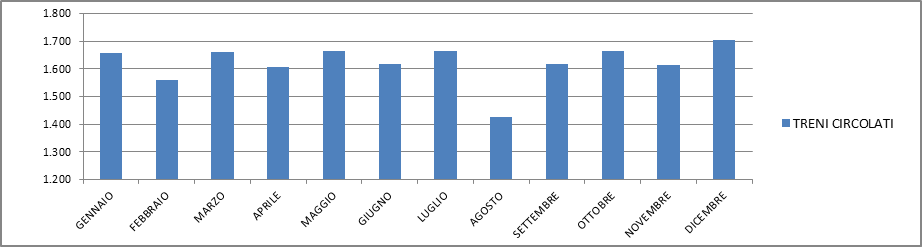 1.800
1.700
1.600
1.500
1.400
1.300
1.200
GENNAIO
FEBBRAIO
MARZO
APRILE
MAGGIO
GIUGNO
LUGLIO
AGOSTO
SETTEMBRE
OTTOBRE
NOVEMBRE
DICEMBRE
TRENI CIRCOLATI